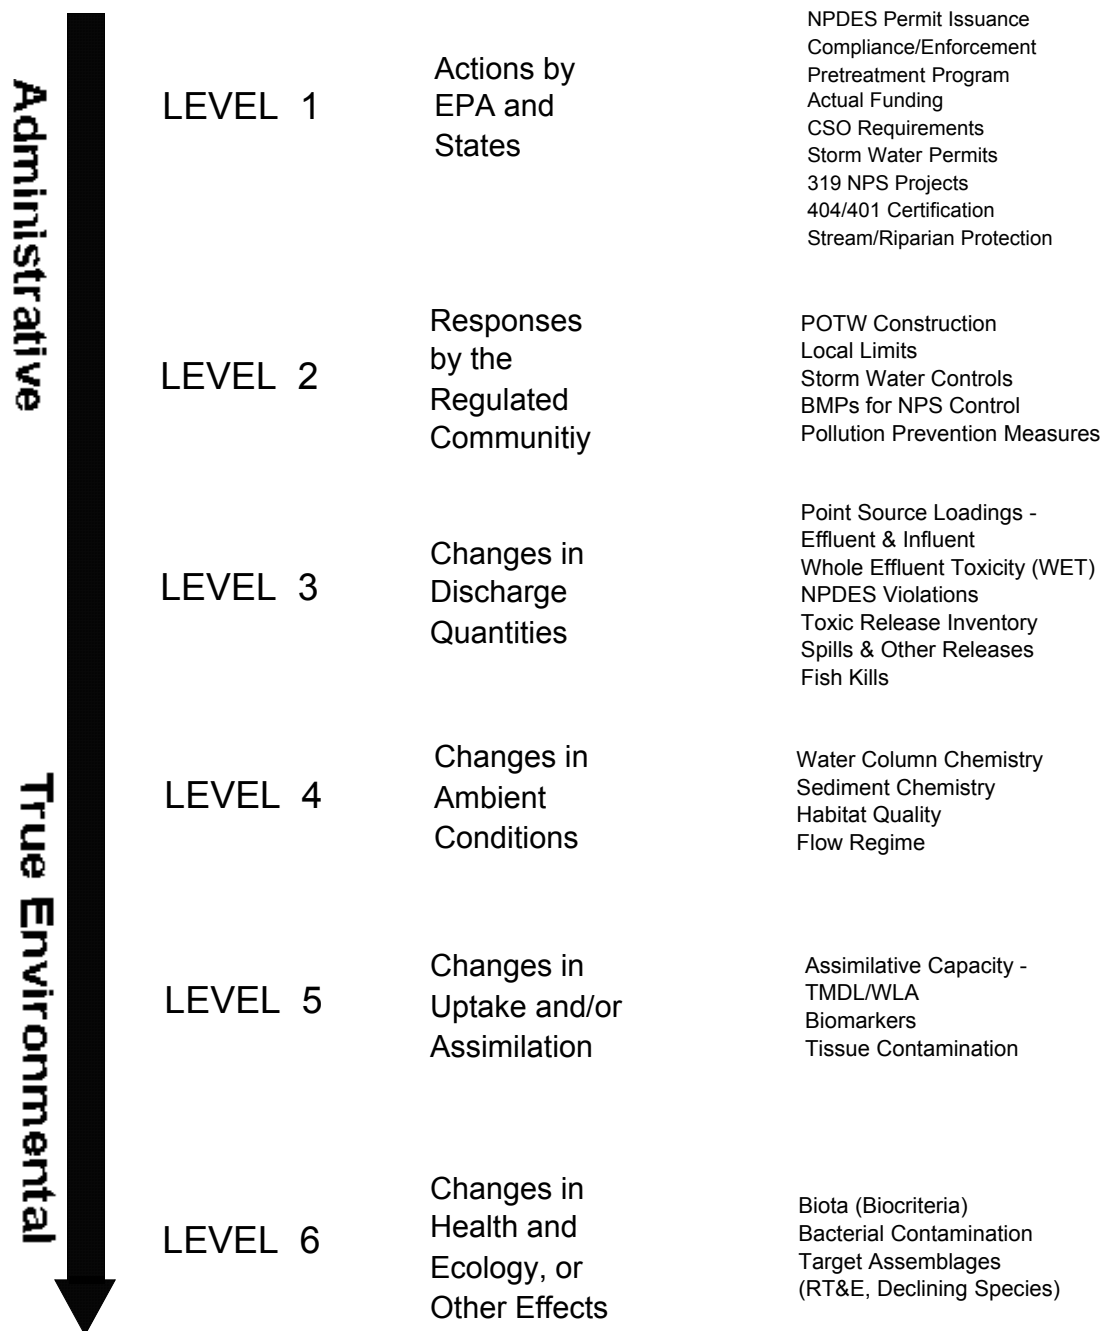 Administrative
True Environmental
LEVEL 1
Actions by
EPA and
States
NPDES Permit Issuance
Compliance/Enforcement
Pretreatment Program
Actual Funding
CSO Requirements
Storm Water Permits
319 NPS Projects
404/401 Certification
Stream/Riparian Protection
LEVEL 2
Responses
by the
Regulated
Communitiy
POTW Construction
Local Limits
Storm Water Controls
BMPs for NPS Control
Pollution Prevention Measures
LEVEL 3
Changes in
Discharge
Quantities
Point Source Loadings -
Effluent & Influent
Whole Effluent Toxicity (WET)
NPDES Violations
Toxic Release Inventory
Spills & Other Releases
Fish Kills
LEVEL 4
Changes in
Ambient
Conditions
Water Column Chemistry
Sediment Chemistry
Habitat Quality
Flow Regime
LEVEL 5
Changes in
Uptake and/or
Assimilation
Assimilative Capacity -
TMDL/WLA
Biomarkers
Tissue Contamination
LEVEL 6
Changes in
Health and
Ecology, or
Other Effects
Biota (Biocriteria)
Bacterial Contamination
Target Assemblages
(RT&E, Declining Species)